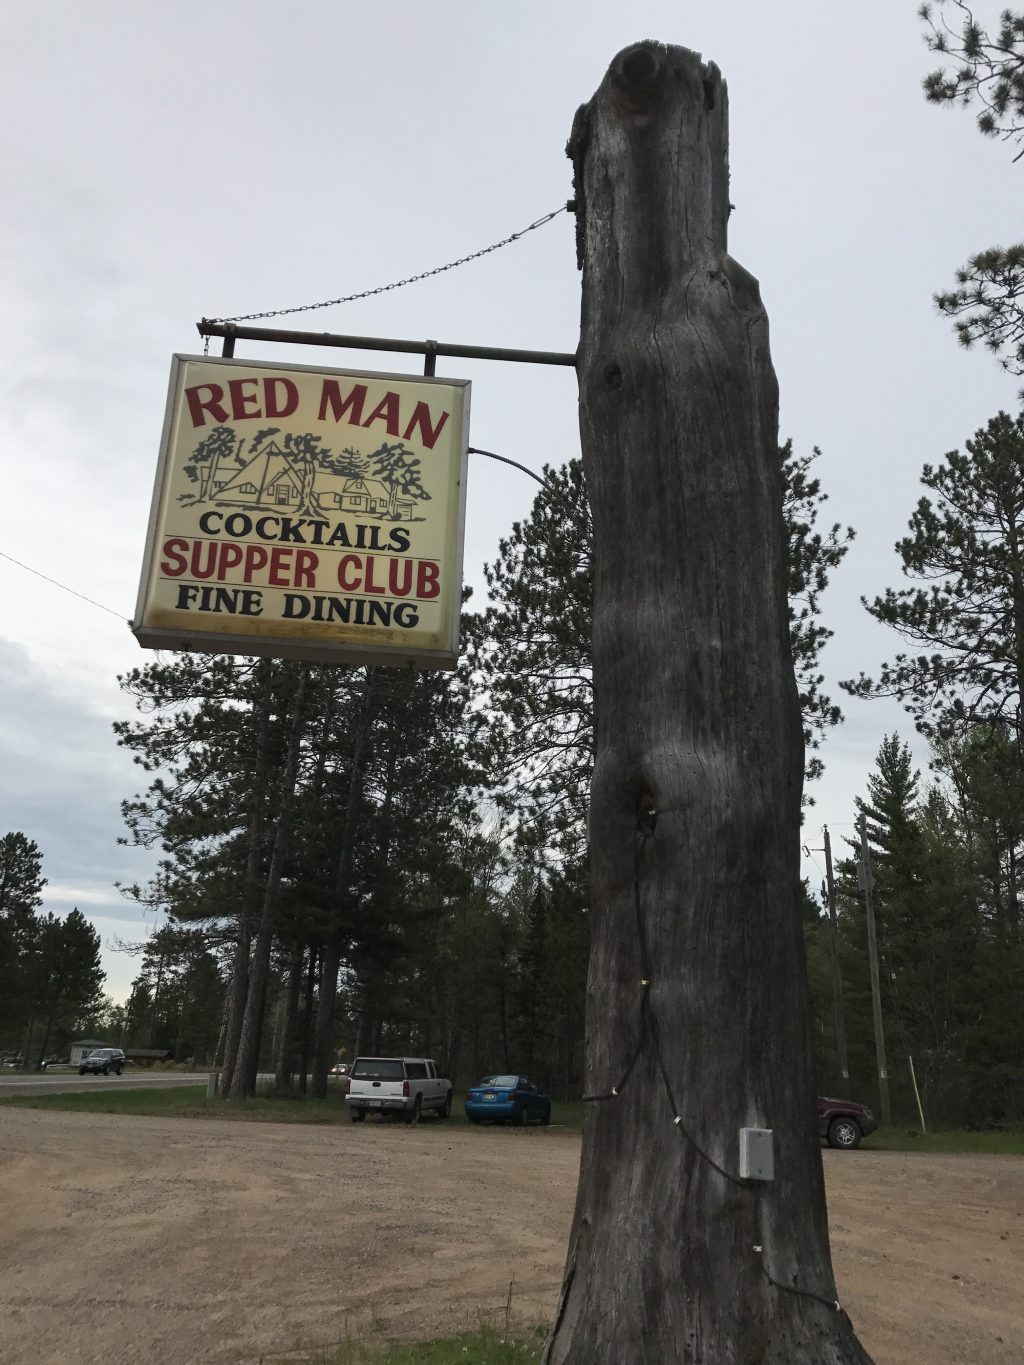 RED MAN
COCKTAILS
SUPPER CLUB
FINE DINING